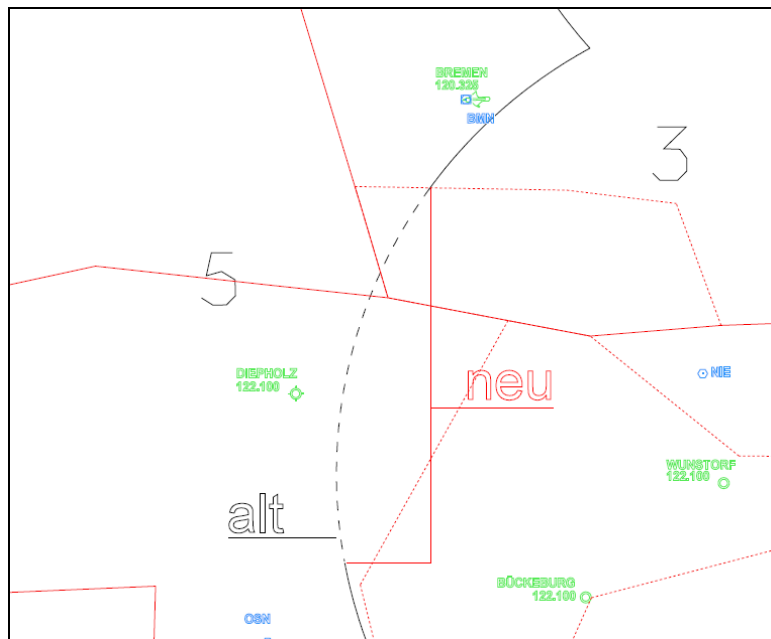 BREMEN
120.325
BMN
3
5
DIEPHOLZ
122.100
neu
NIE
WUNSTORF
122.100
alt
BÜCKEBURG
122.100
OSN